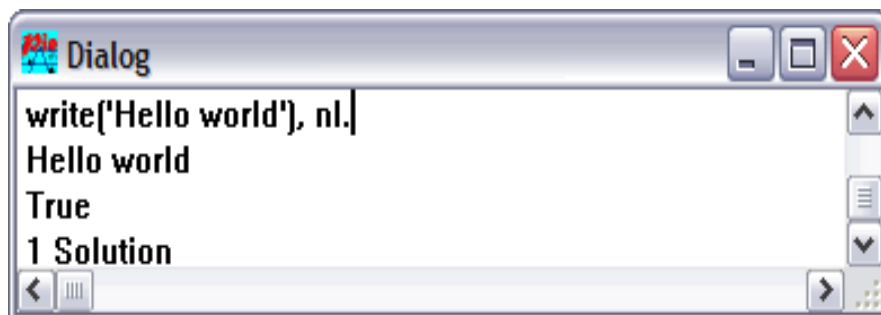 Dialog
write('Hello world'), nl.
Hello world
True
1 Solution